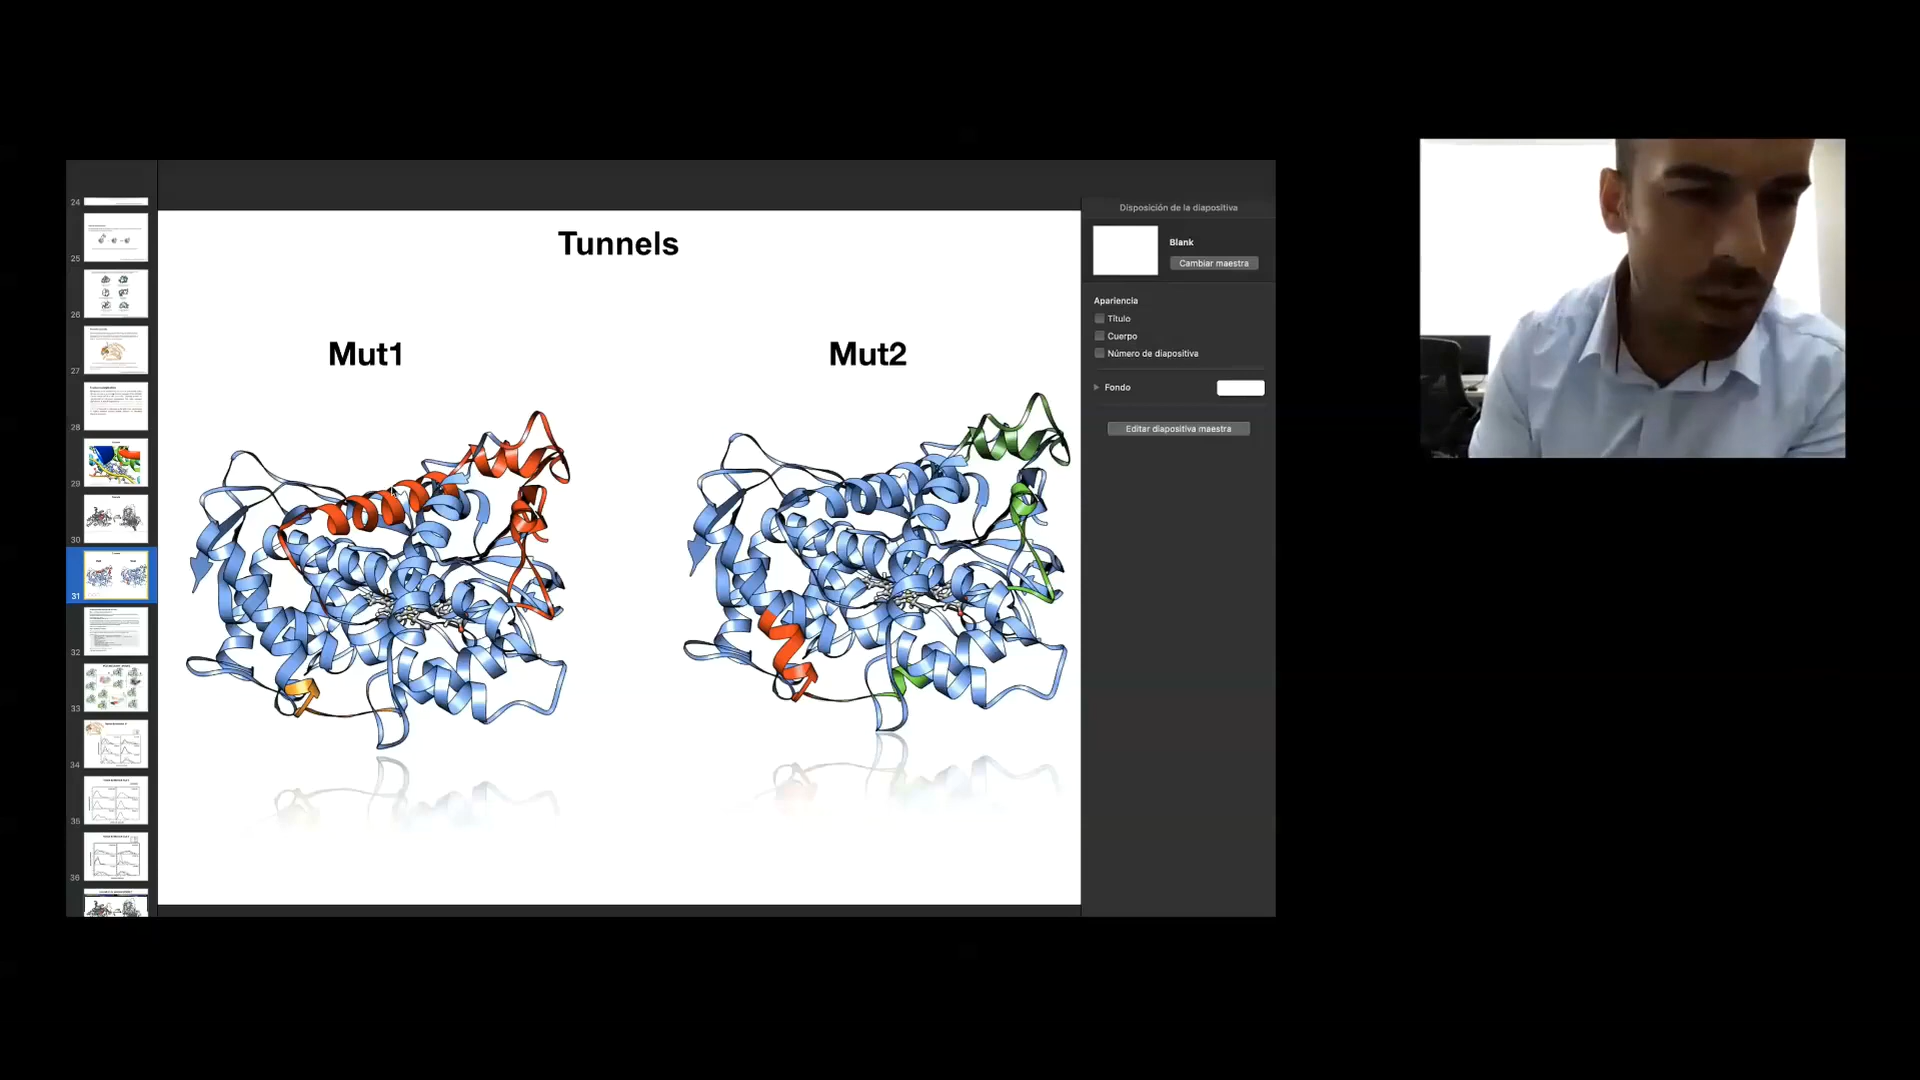 24
25
26
27
28
29
30
31
32
33
34
35
36
Tunnels
Mut1
Mut2
Disposición de la diapositiva
Blank
Cambiar maestra
Apariencia
Título
Cuerpo
Número de diapositiva
Fondo
Editar diapositiva maestra